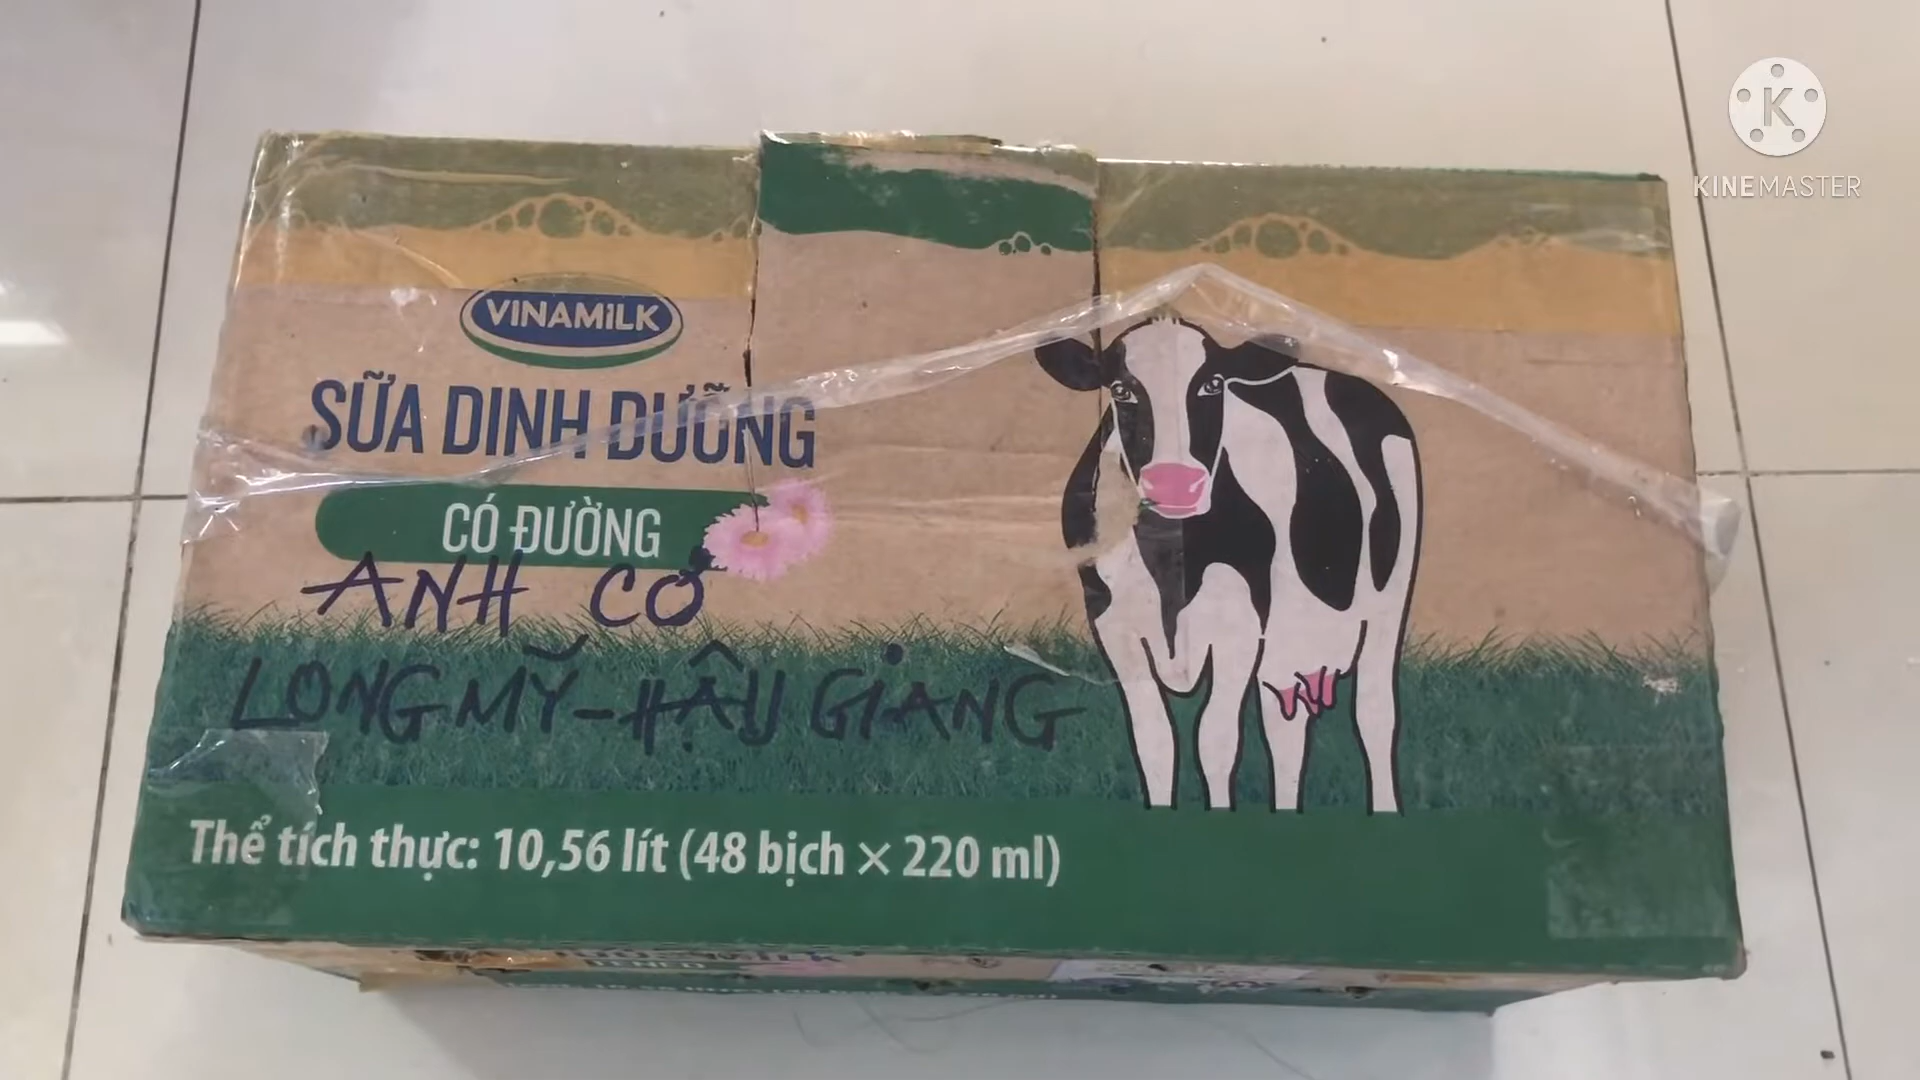 VINAMILK
SỮA DINH DƯỠNG
CÓ ĐƯỜNG
ANH CƠ
LONG MỸ - HẬU GIANG
Thể tích thực: 10,56 lít (48 bịch × 220 ml)
K
KINEMASTER